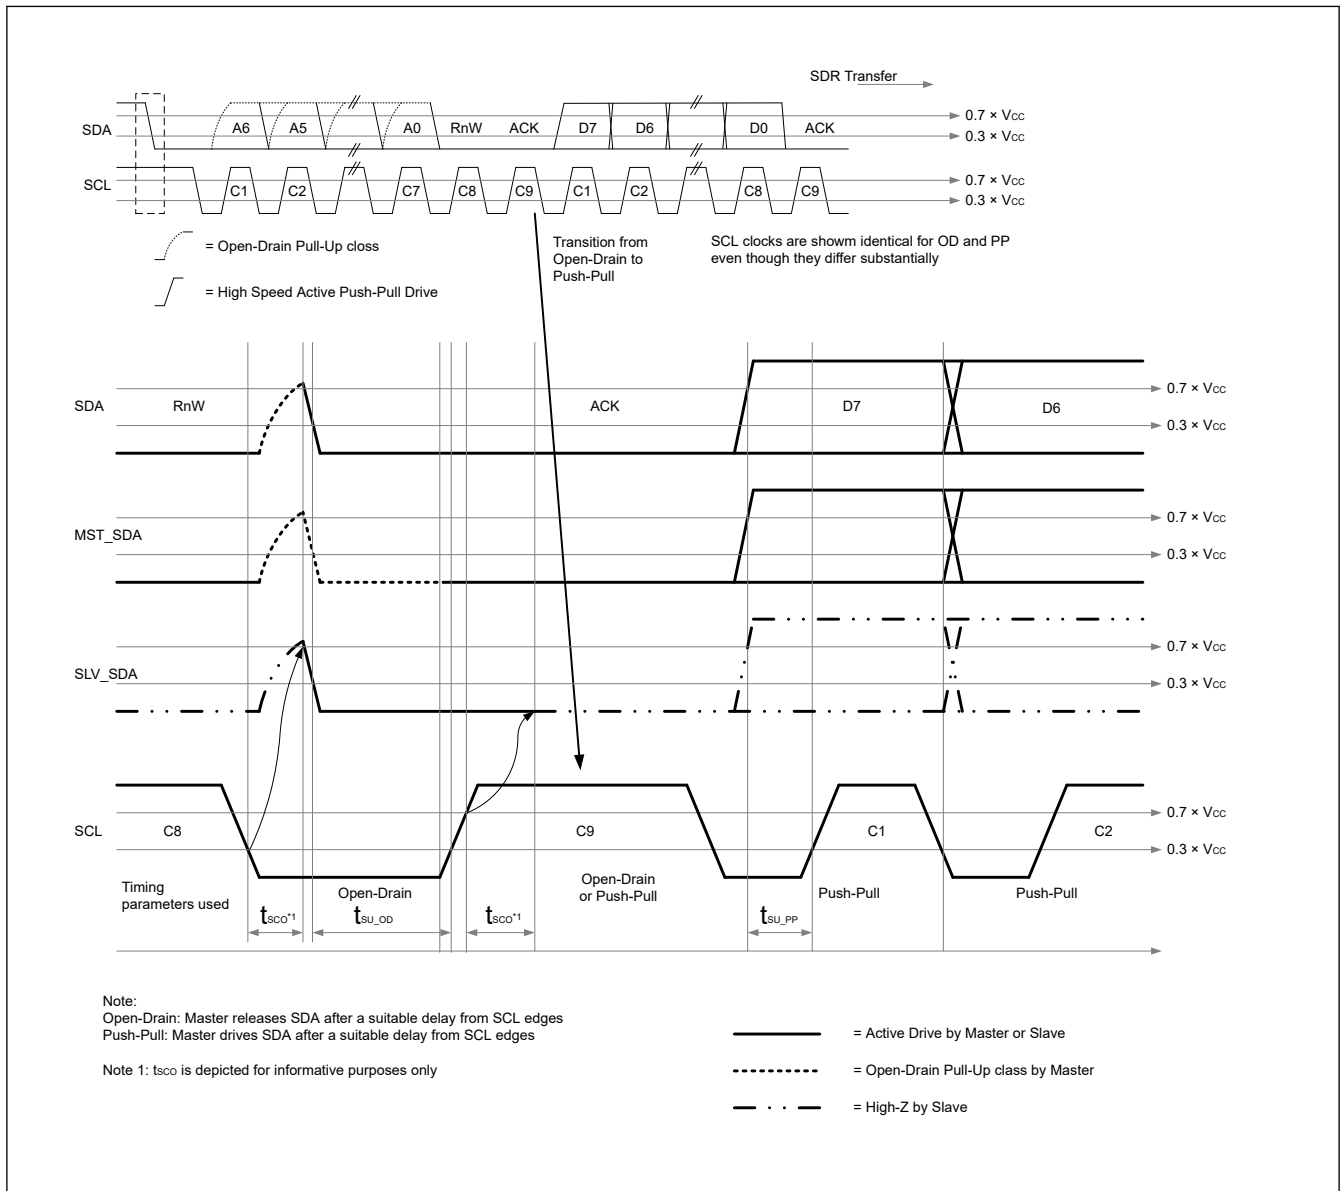 SDR Transfer
SDA A6 A5 A0 RnW ACK D7 D6 D0 ACK
0.7 × VCC
0.3 × VCC
SCL C1 C2 C7 C8 C9 C1 C2 C8 C9
0.7 × VCC
0.3 × VCC
= Open-Drain Pull-Up closs
= High Speed Active Push-Pull Drive
Transition from
Open-Drain to
Push-Pull
SCL clocks are showm identical for OD and PP
even though they differ substantially
SDA RnW ACK D7 D6
0.7 × VCC
0.3 × VCC
MST_SDA
0.7 × VCC
0.3 × VCC
SLV_SDA
0.7 × VCC
0.3 × VCC
SCL C8 C9 C1 C2
0.7 × VCC
0.3 × VCC
Timing
parameters used
Open-Drain
Open-Drain
or Push-Pull
Push-Pull
Push-Pull
tSCO*1
tSU_OD
tSCO*1
tSU_PP
Note:
Open-Drain: Master releases SDA after a suitable delay from SCL edges
Push-Pull: Master drives SDA after a suitable delay from SCL edges
Note 1: tSCO is depicted for informative purposes only
= Active Drive by Master or Slave
= Open-Drain Pull-Up class by Master
= High-Z by Slave